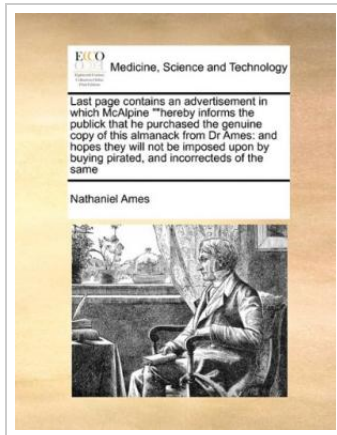 ECCO
Medicine, Science and Technology
Last page contains an advertisement in
which McAlpine ""hereby informs the
publick that he purchased the genuine
copy of this almanack from Dr Ames: and
hopes they will not be imposed upon by
buying pirated, and incorrecteds of the
same
Nathaniel Ames